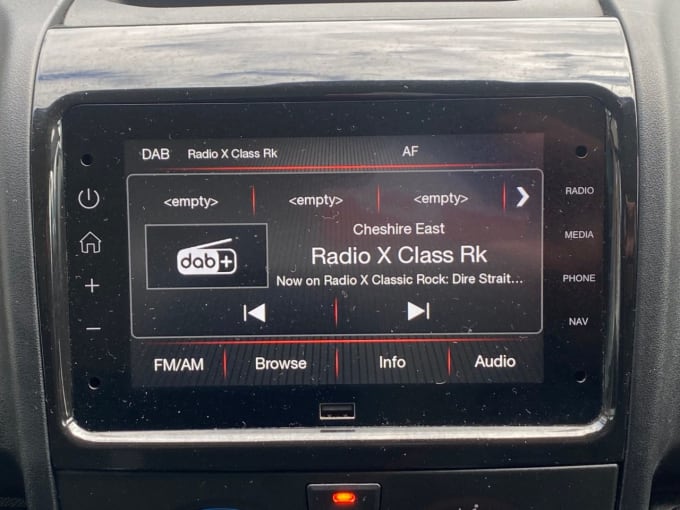 DAB Radio X Class Rk AF
<empty> <empty> <empty>
RADIO
Cheshire East
MEDIA
dab+
Radio X Class Rk
Now on Radio X Classic Rock: Dire Strait...
PHONE
NAV
FM/AM Browse Info Audio